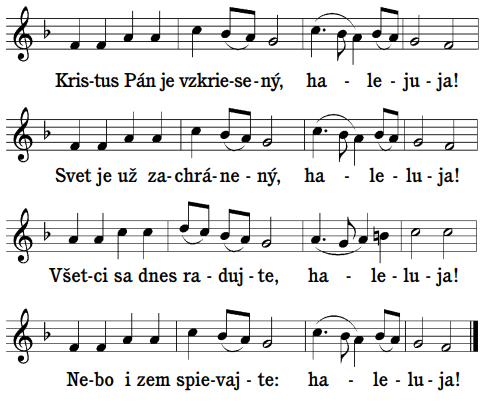 Kris-tus Pán je vzkrie-se-ný, ha - le - ju - ja!
Svet je už za-chrá-ne-ný, ha - le - lu - ja!
Všet-ci sa dnes ra - duj-te, ha - le - lu - ja!
Ne-bo i zem spie-vaj-te: ha - le - lu - ja!